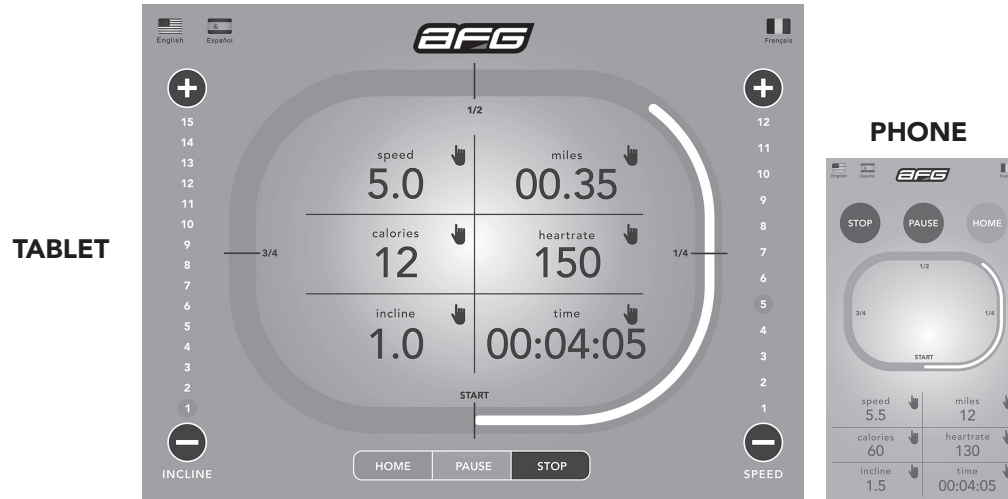 TABLET
English
Español
AFG
Français
15
14
13
12
11
10
9
8
7
6
5
4
3
2
1
INCLINE
1/2
3/4
1/4
START
speed
5.0
miles
00.35
calories
12
heartrate
150
incline
1.0
time
00:04:05
HOME PAUSE STOP
12
11
10
9
8
7
6
5
4
3
2
1
SPEED
PHONE
English
Español
AFG
STOP PAUSE HOME
1/2
3/4
1/4
START
speed
5.5
miles
12
calories
60
heartrate
130
incline
1.5
time
00:04:05